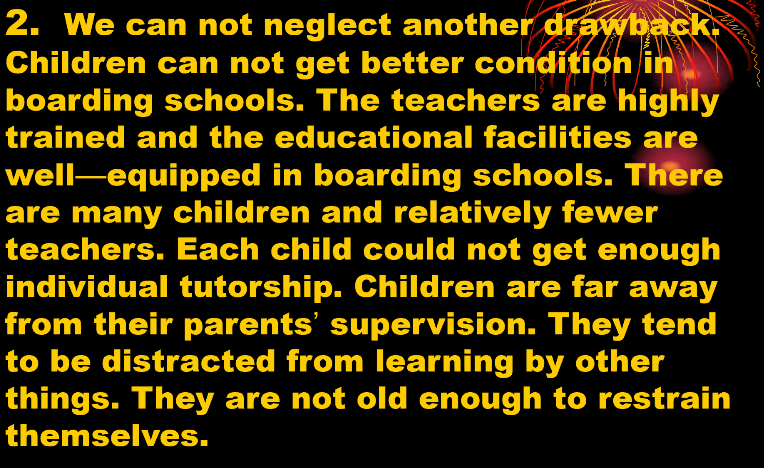 2.  We can not neglect another drawback.
Children can not get better condition in
boarding schools. The teachers are highly
trained and the educational facilities are
well—equipped in boarding schools. There
are many children and relatively fewer
teachers. Each child could not get enough
individual tutorship. Children are far away
from their parents’ supervision. They tend
to be distracted from learning by other
things. They are not old enough to restrain
themselves.